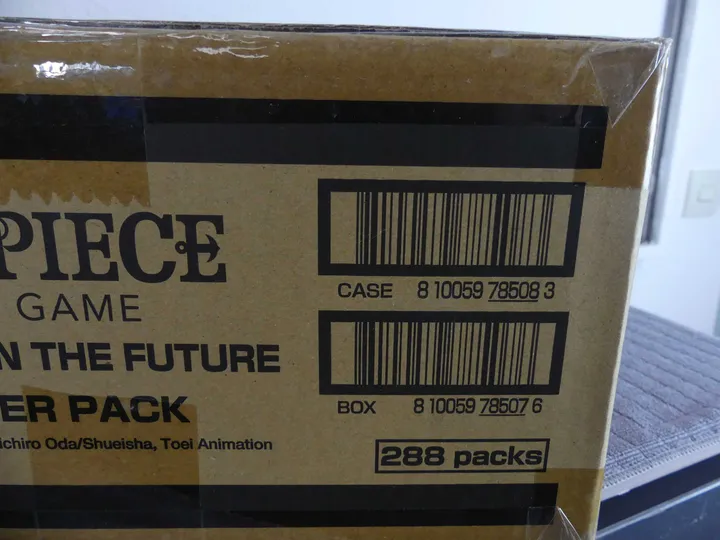 PIECE
GAME
N THE FUTURE
ER PACK
ichiro Oda/Shueisha, Toei Animation
CASE 8 10059 78508 3
BOX 8 10059 78507 6
288 packs